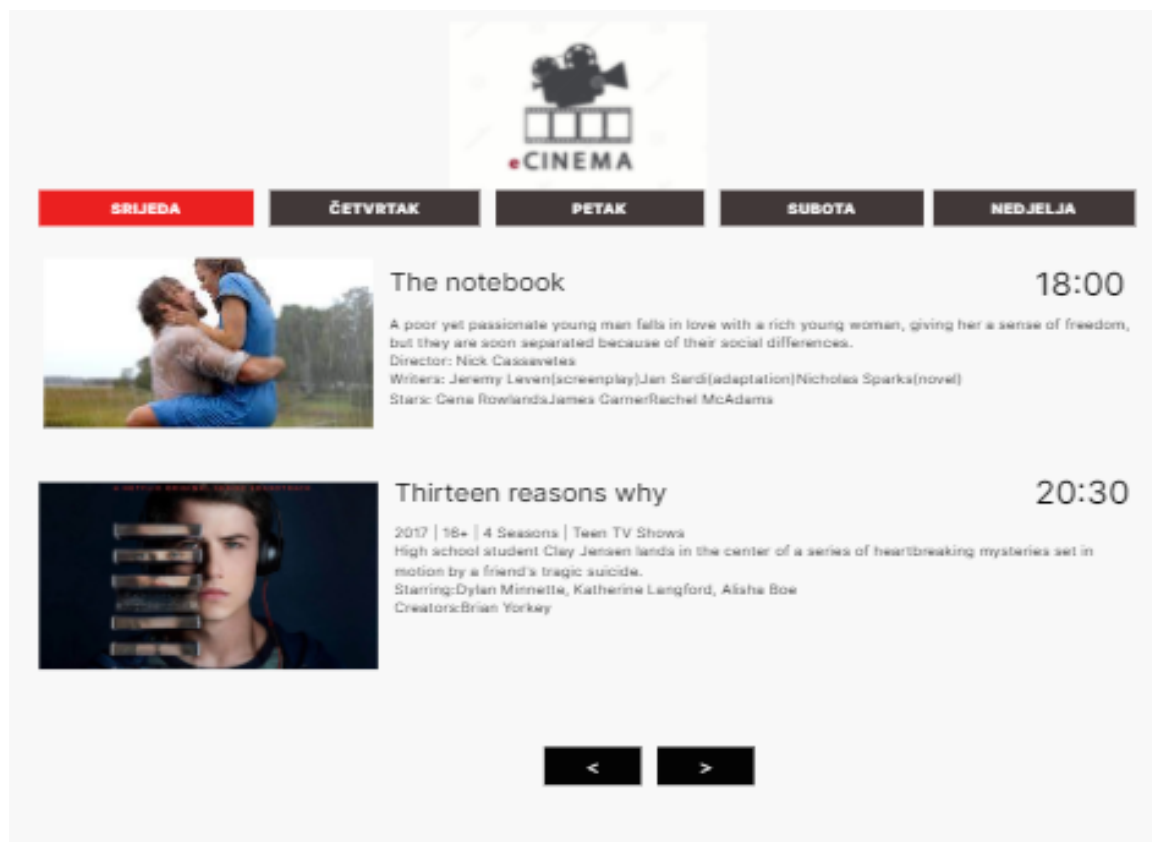 eCINEMA
SRIJEDA
ČETVRTAK
PETAK
SUBOTA
NEDJELJA
The notebook
18:00
A poor yet passionate young man falls in love with a rich young woman, giving her a sense of freedom,
but they are soon separated because of their social differences.
Director: Nick Cassavetes
Writers: Jeremy Leven(screenplay)Jan Sardi(adaptation)Nicholas Sparks(novel)
Stars: Gena RowlandsJames GarnerRachel McAdams
Thirteen reasons why
20:30
2017 | 16+ | 4 Seasons | Teen TV Shows
High school student Clay Jensen lands in the center of a series of heartbreaking mysteries set in
motion by a friend's tragic suicide.
Starring:Dylan Minnette, Katherine Langford, Alisha Boe
Creators:Brian Yorkey
<
>